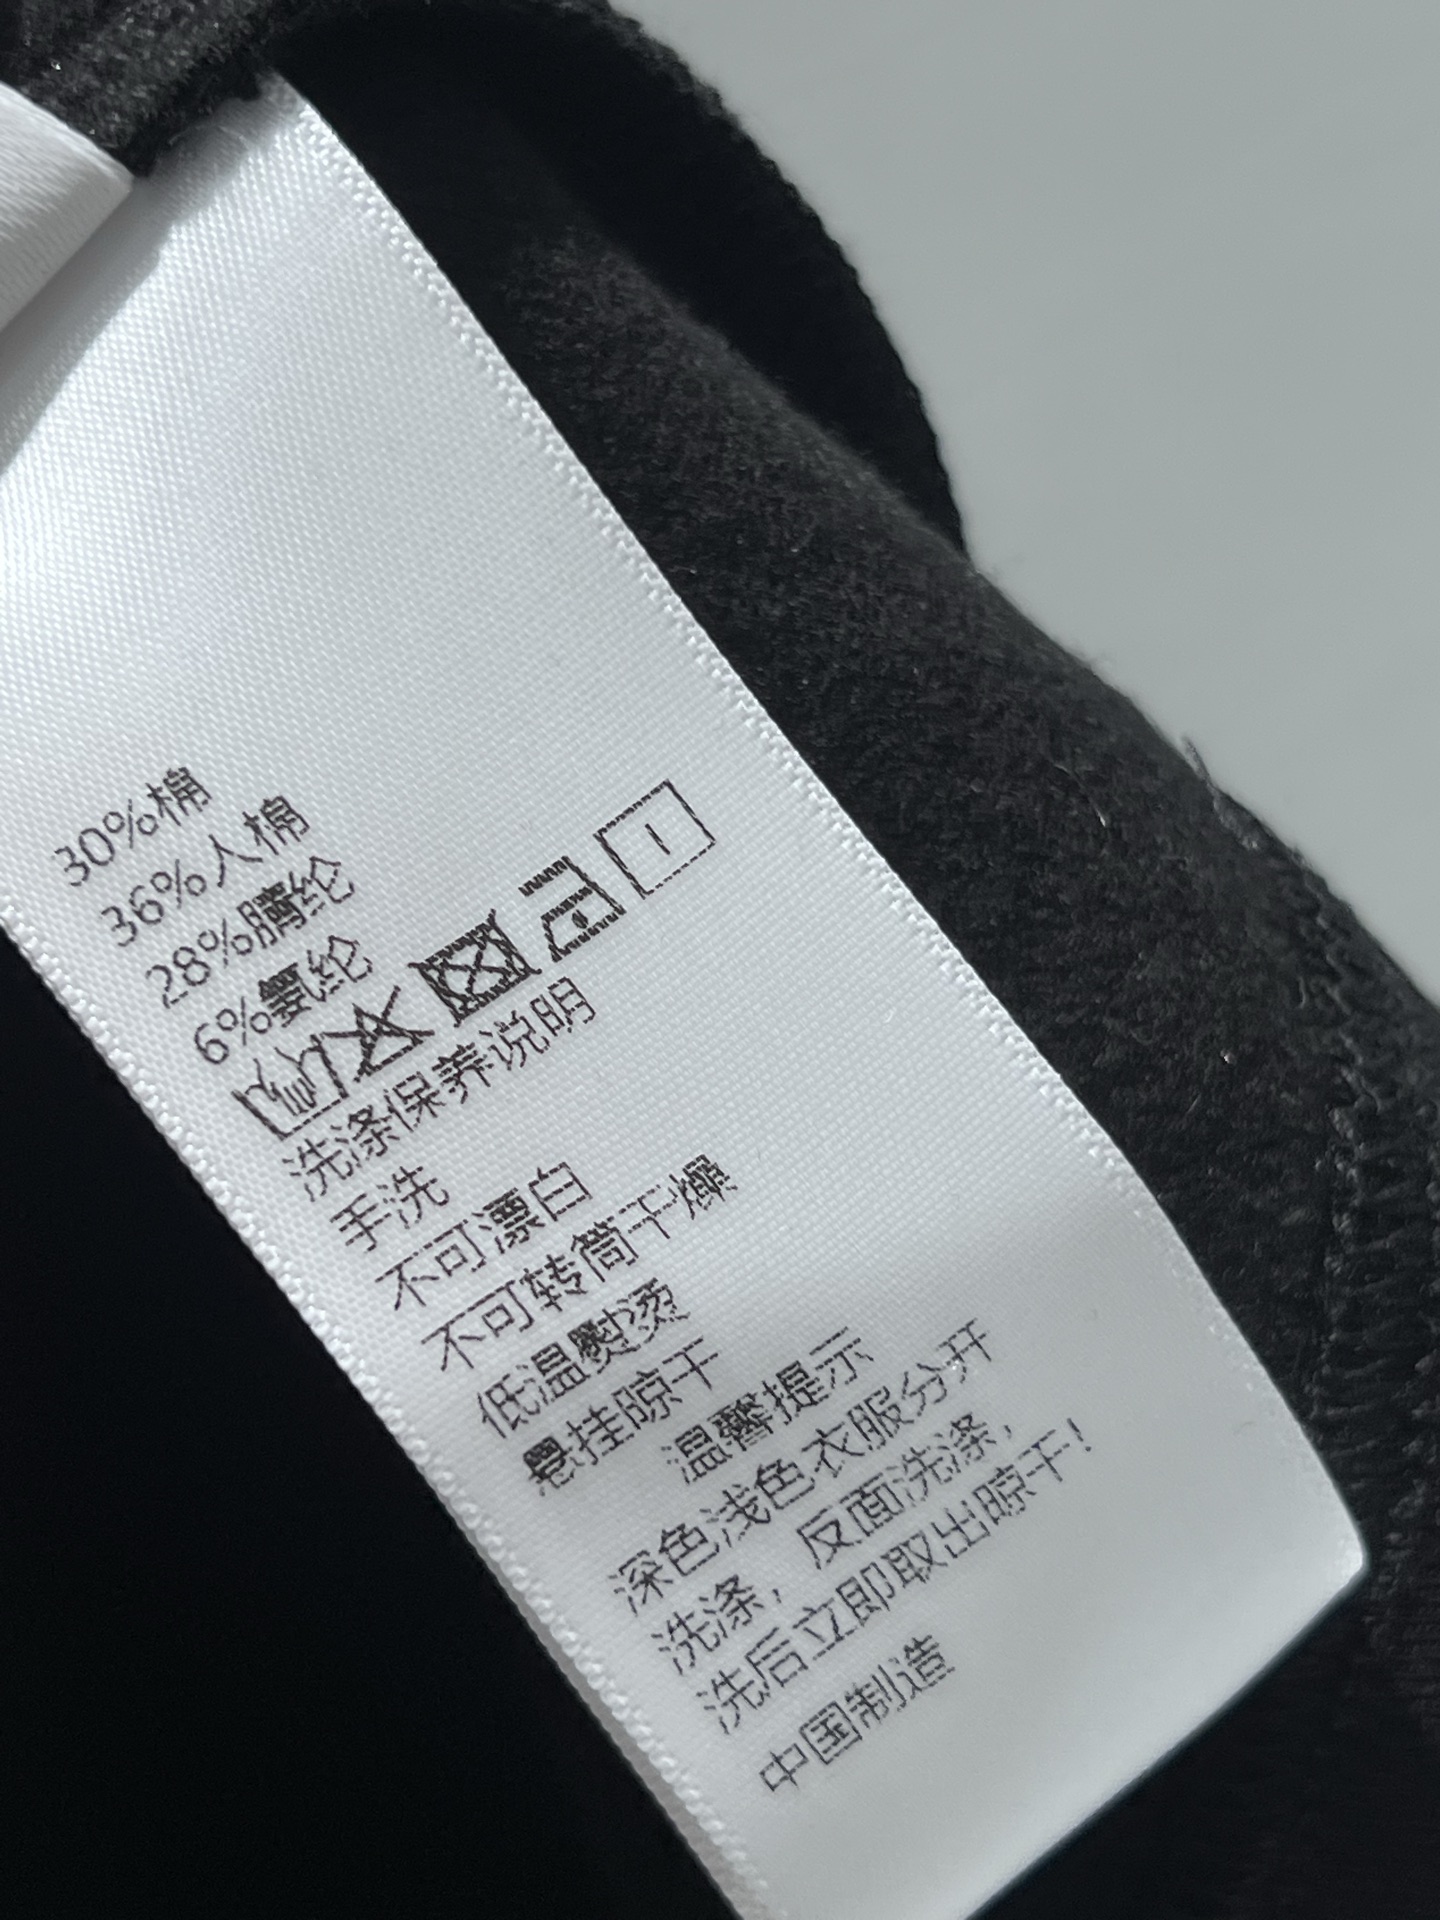 30%棉
36%人棉
28%腈纶
6%氨纶
洗涤保养说明
手洗
不可漂白
不可转筒干燥
低温熨烫
悬挂晾干
温馨提示
深色浅色衣服分开
洗涤，反面洗涤，
洗后立即取出晾干！
中国制造